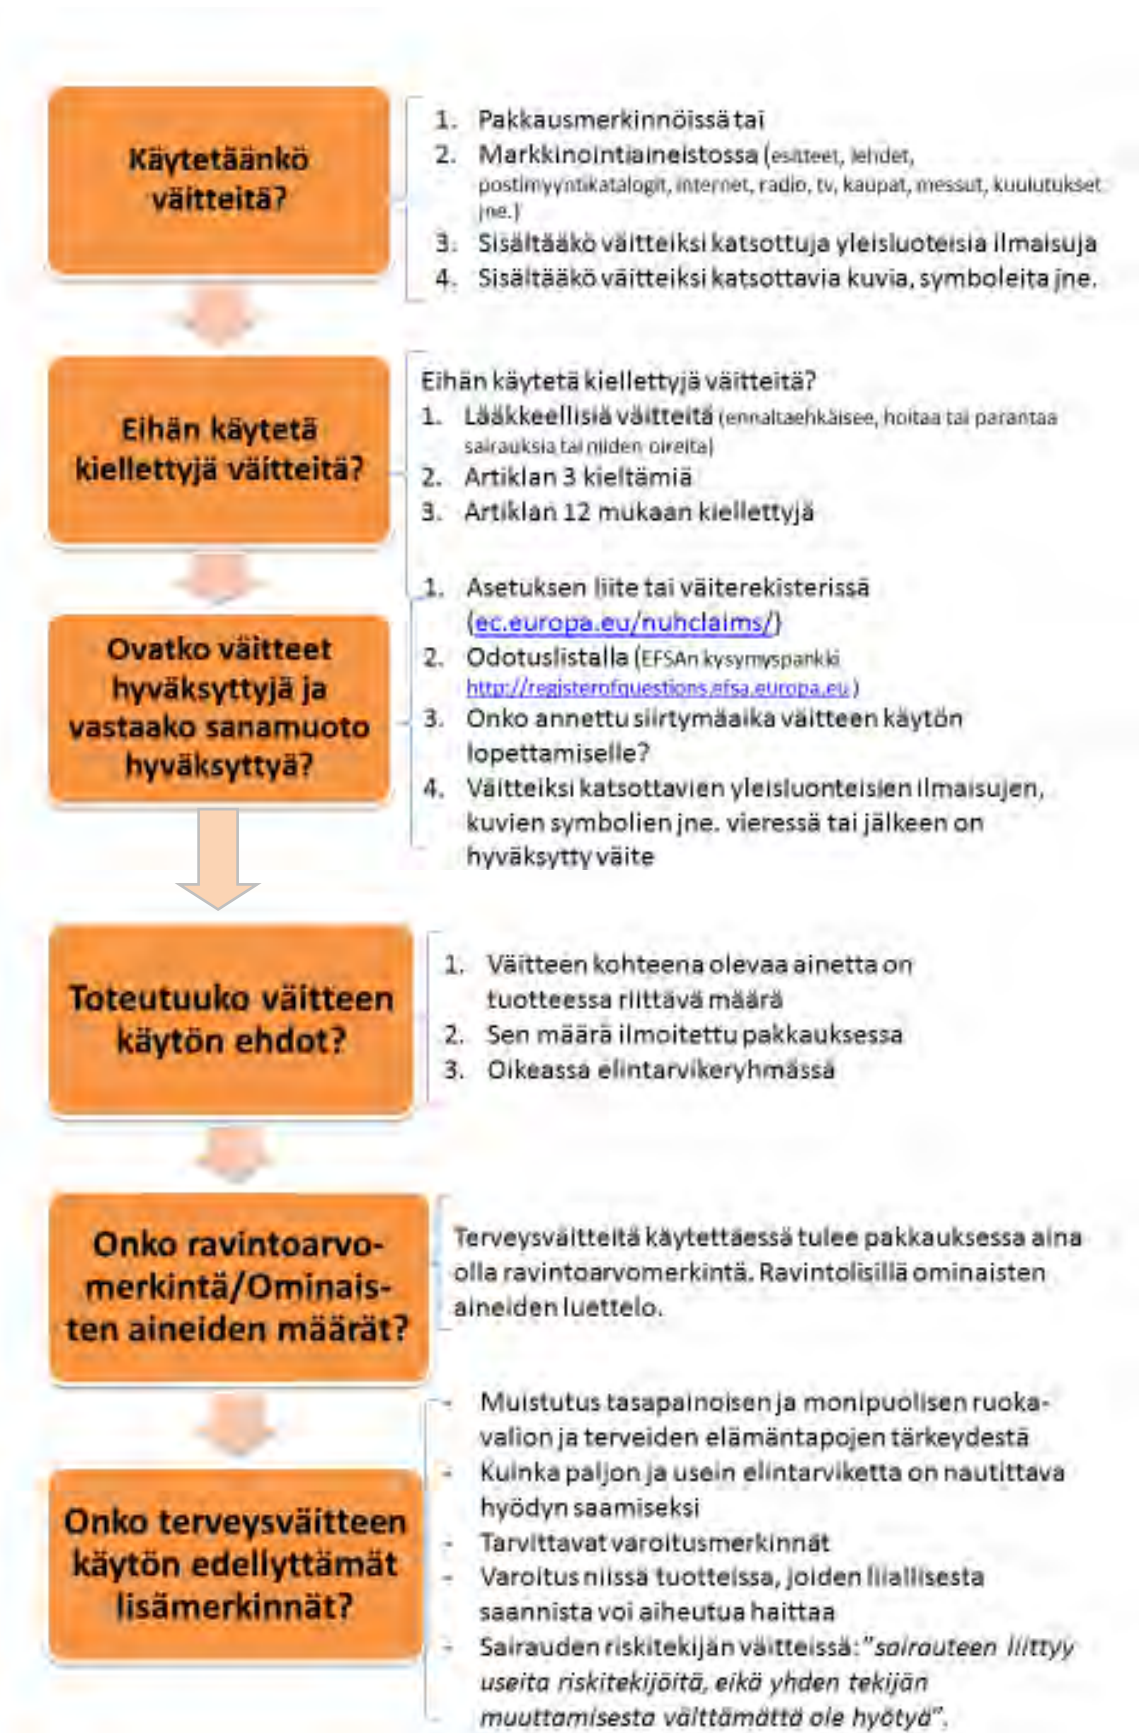 Käytetäänkö
väitteitä?
1. Pakkausmerkinnöissä tai
2. Markkinointiaineistossa (esitteet, lehdet,
postimyyntikatalogit, internet, radio, tv, kaupat, messut, kuulutukset
jne.)
3. Sisältääkö väitteiksi katsottuja yleisluoteisia ilmaisuja
4. Sisältääkö väitteiksi katsottavia kuvia, symboleita jne.
Eihän käytetä
kiellettyjä väitteitä?
Eihän käytetä kiellettyjä väitteitä?
1. Lääkkeellisiä väitteitä (ennaltaehkäisee, hoitaa tai parantaa
sairauksia tai niiden oireita)
2. Artiklan 3 kieltämiä
3. Artiklan 12 mukaan kiellettyjä
Ovatko väitteet
hyväksyttyjä ja
vastaako sanamuoto
hyväksyttyä?
1. Asetuksen liite tai väiterekisterissä
(ec.europa.eu/nuhclaims/)
2. Odotuslistalla (EFSAn kysymyspankki
http://registerofquestions.efsa.europa.eu )
3. Onko annettu siirtymäaika väitteen käytön
lopettamiselle?
4. Väitteiksi katsottavien yleisluonteisien ilmaisujen,
kuvien symbolien jne. vieressä tai jälkeen on
hyväksytty väite
Toteutuuko väitteen
käytön ehdot?
1. Väitteen kohteena olevaa ainetta on
tuotteessa riittävä määrä
2. Sen määrä ilmoitettu pakkauksessa
3. Oikeassa elintarvikeryhmässä
Onko ravintoarvo-
merkintä/Ominais-
ten aineiden määrät?
Terveysväitteitä käytettäessä tulee pakkauksessa aina
olla ravintoarvomerkintä. Ravintolisillä ominaisten
aineiden luettelo.
Onko terveysväitteen
käytön edellyttämät
lisämerkinnät?
- Muistutus tasapainoisen ja monipuolisen ruoka-
valion ja terveiden elämäntapojen tärkeydestä
- Kuinka paljon ja usein elintarviketta on nautittava
hyödyn saamiseksi
- Tarvittavat varoitusmerkinnät
- Varoitus niissä tuotteissa, joiden liiallisesta
saannista voi aiheutua haittaa
- Sairauden riskitekijän väitteissä: "sairauteen liittyy
useita riskitekijöitä, eikä yhden tekijän
muuttamisesta välttämättä ole hyötyä".